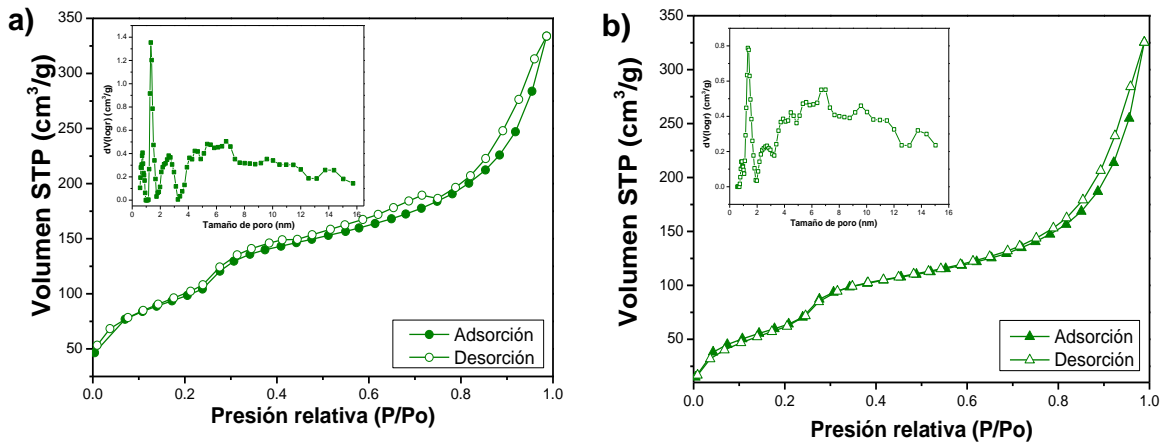 a)
Volumen STP (cm³/g)
350
300
250
200
150
100
50
0.0 0.2 0.4 0.6 0.8 1.0
Presión relativa (P/Po)
dV(logr) (cm³/g)
1.4
1.2
1.0
0.8
0.6
0.4
0.2
0.0
0 2 4 6 8 10 12 14 16
Tamaño de poro (nm)
Adsorción
Desorción
b)
Volumen STP (cm³/g)
350
300
250
200
150
100
50
0
0.0 0.2 0.4 0.6 0.8 1.0
Presión relativa (P/Po)
dV(logr) (cm³/g)
0.8
0.4
0.0
0 2 4 6 8 10 12 14 16
Tamaño de poro (nm)
Adsorción
Desorción